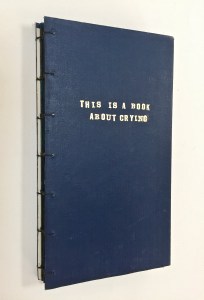 THIS IS A BOOK
ABOUT CRYING